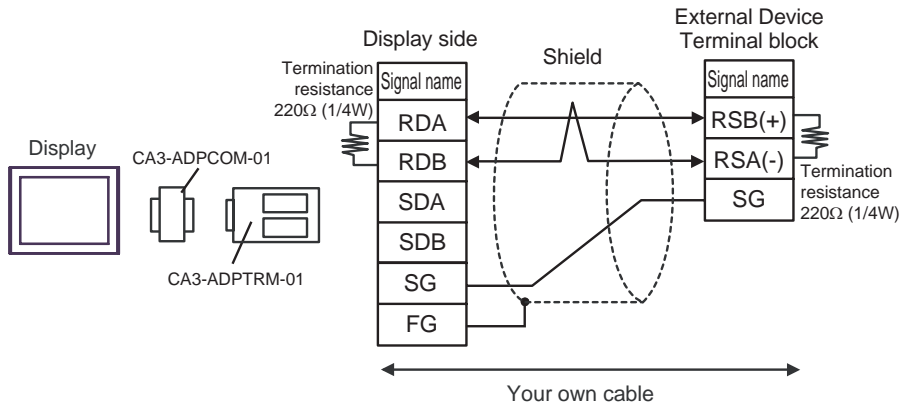 External Device
Terminal block
Display side
Shield
Termination
resistance
220Ω (1/4W)
Signal name
RDA
RDB
SDA
SDB
SG
FG
Signal name
RSB(+)
RSA(-)
SG
Termination
resistance
220Ω (1/4W)
Display
CA3-ADPCOM-01
CA3-ADPTRM-01
Your own cable